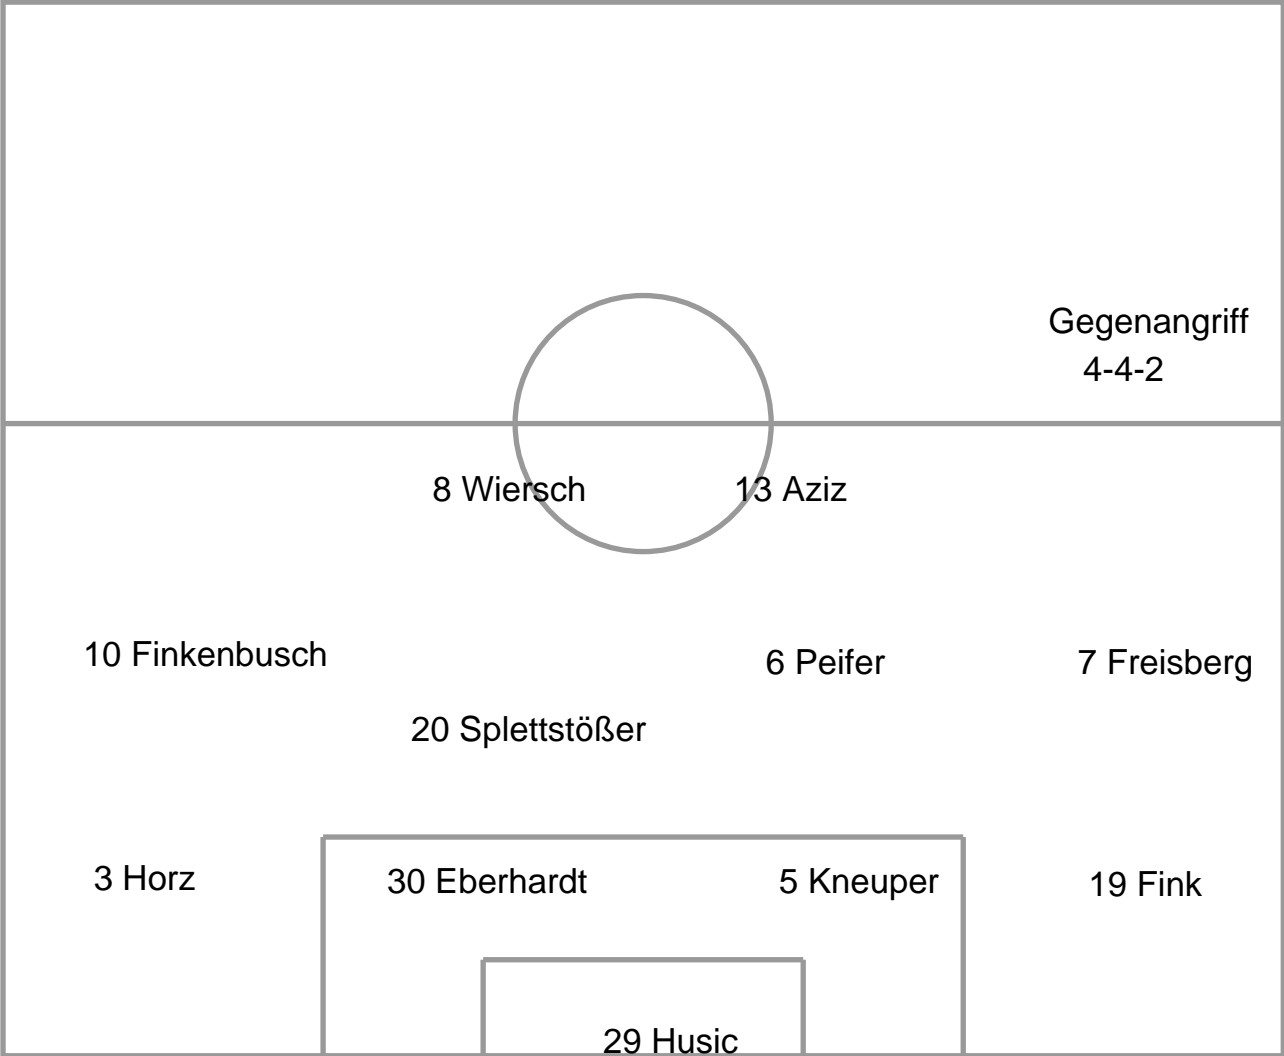 Gegenangriff
4-4-2
8 Wiersch
13 Aziz
10 Finkenbusch
6 Peifer
7 Freisberg
20 Splettstößer
3 Horz
30 Eberhardt
5 Kneuper
19 Fink
29 Husic